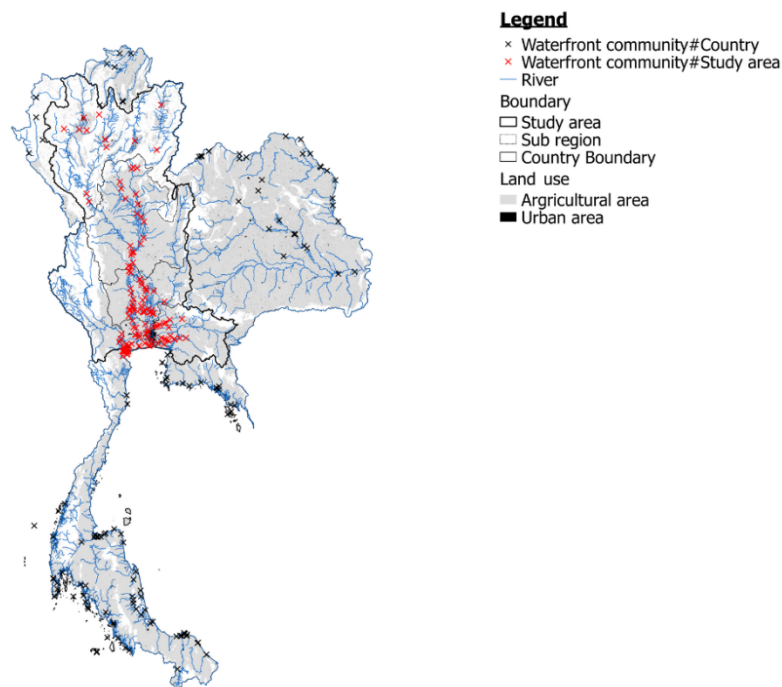 Legend
Waterfront community#Country
Waterfront community#Study area
River
Boundary
Study area
Sub region
Country Boundary
Land use
Argricultural area
Urban area